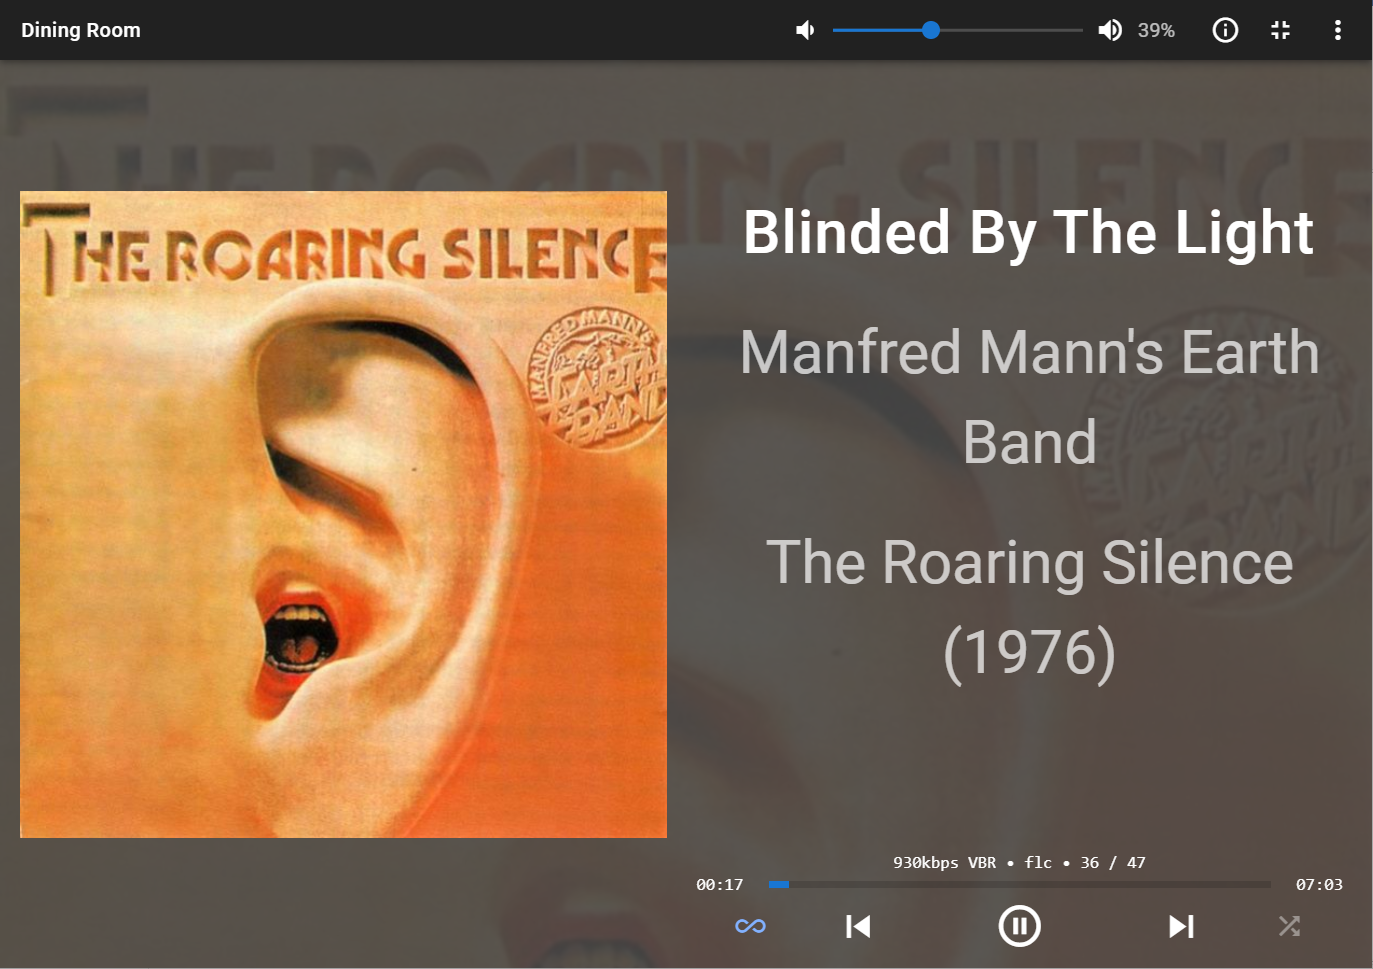 Dining Room
39%
THE ROARING SILENCE
MANFRED MANN'S
EARTH
BAND
Blinded By The Light
Manfred Mann's Earth
Band
The Roaring Silence
(1976)
930kbps VBR • flc • 36 / 47
00:17
07:03